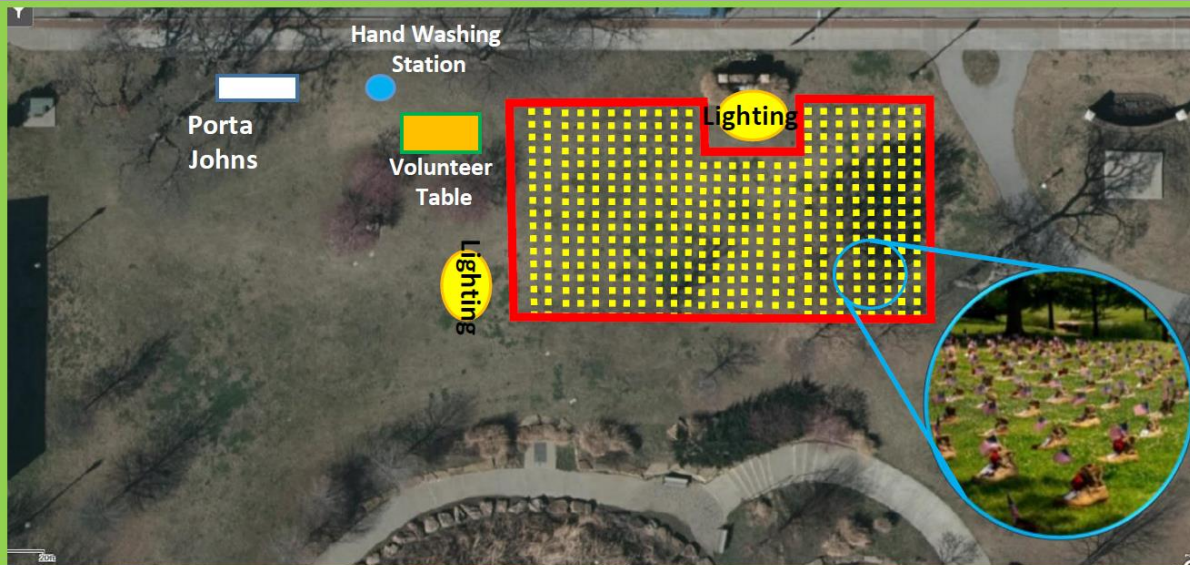 Hand Washing
Station
Lighting
Porta
Johns
Volunteer
Table
Lighting